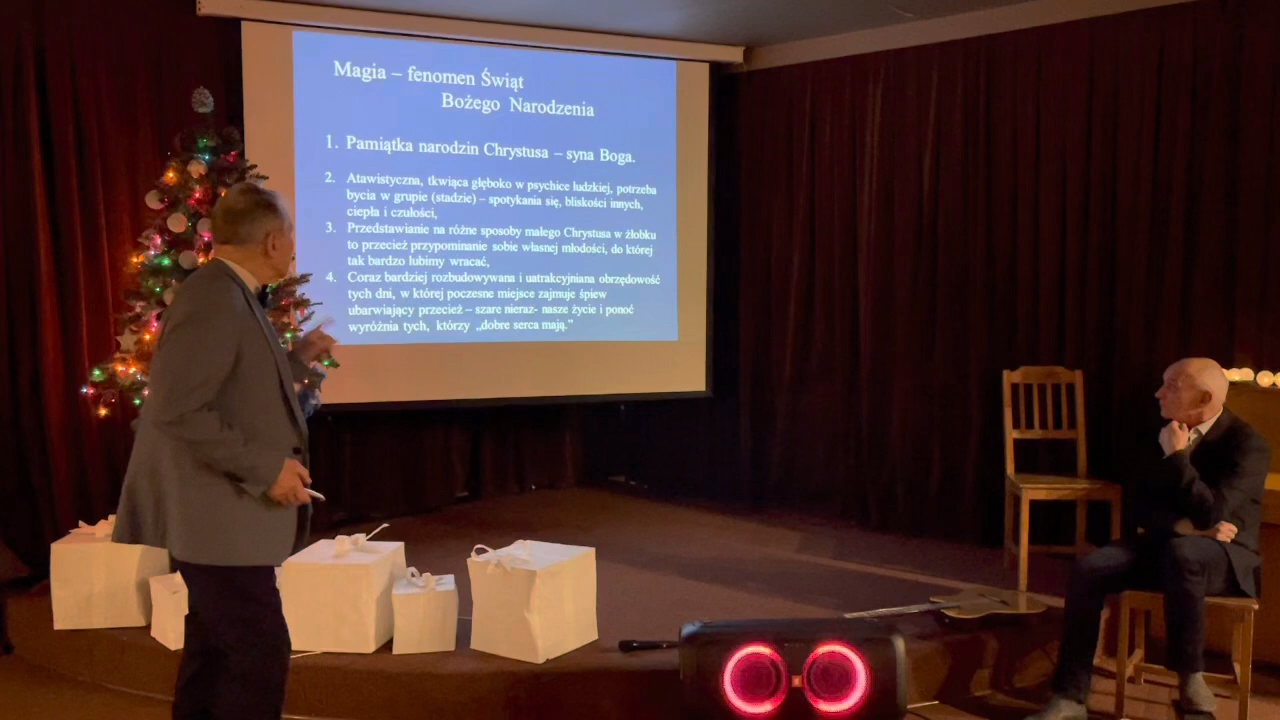 Magia – fenomen Świąt
Bożego Narodzenia
1. Pamiątka narodzin Chrystusa – syna Boga.
2. Atawistyczna, tkwiąca głęboko w psychice ludzkiej, potrzeba
bycia w grupie (stadzie) – spotykania się, bliskości innych,
ciepła i czułości,
3. Przedstawianie na różne sposoby małego Chrystusa w żłobku
to przecież przypominanie sobie własnej młodości, do której
tak bardzo lubimy wracać,
4. Coraz bardziej rozbudowywana i uatrakcyjniana obrzędowość
tych dni, w której poczesne miejsce zajmuje śpiew
ubarwiający przecież – szare nieraz- nasze życie i ponoć
wyróżnia tych, którzy „dobre serca mają.”